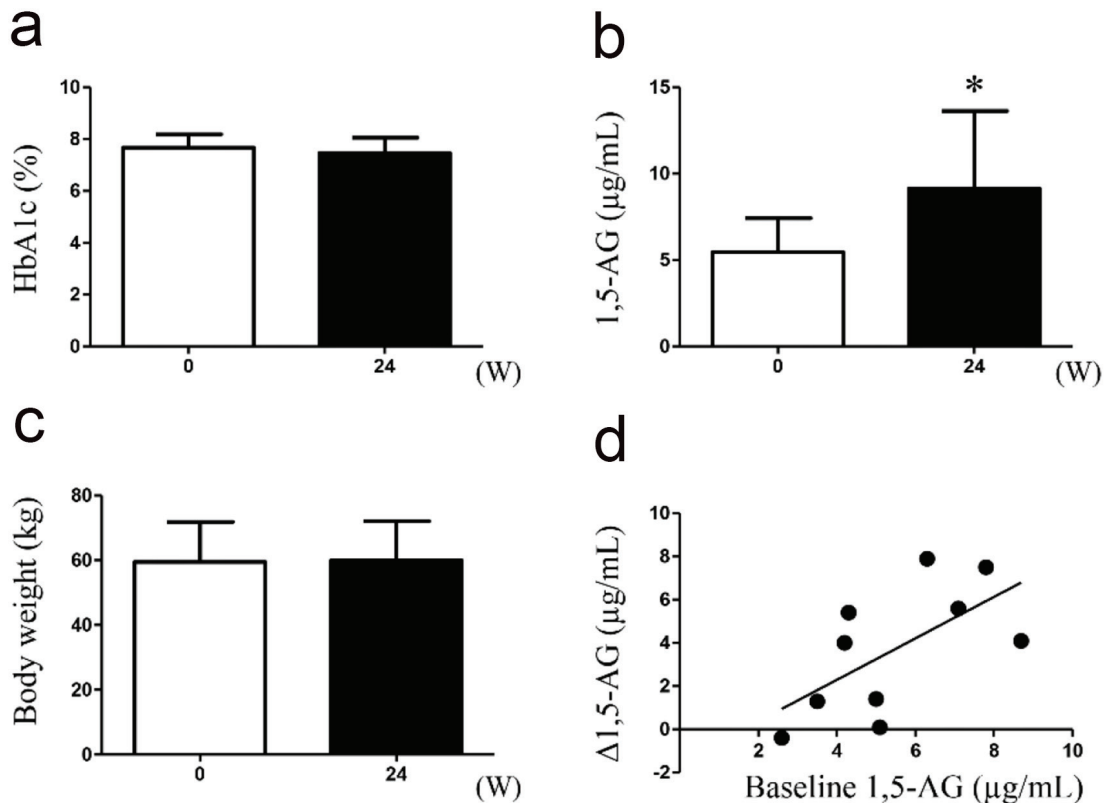 a
10
8
6
4
2
0
HbA1c (%)
0
24
(W)
b
15
10
5
0
1,5-AG (μg/mL)
*
0
24
(W)
c
80
60
40
20
0
Body weight (kg)
0
24
(W)
d
10
8
6
4
2
0
-2
Δ1,5-AG (μg/mL)
2
4
6
8
10
Baseline 1,5-AG (μg/mL)